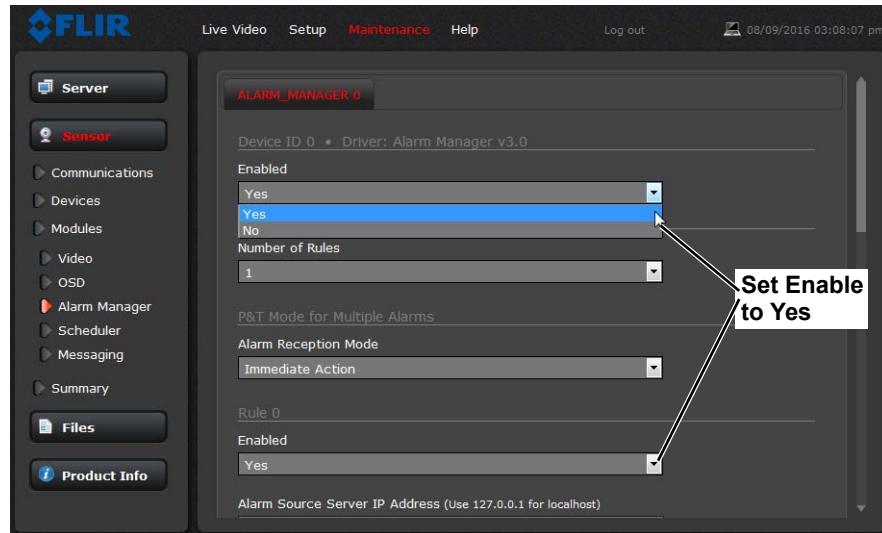 FLIR
Live Video Setup Maintenance Help Log out 08/09/2016 03:08:07 pm
Server
Sensor
Communications
Devices
Modules
Video
OSD
Alarm Manager
Scheduler
Messaging
Summary
Files
Product Info
ALARM_MANAGER 0
Device ID 0 • Driver: Alarm Manager v3.0
Enabled
Yes
Yes
No
Number of Rules
1
P&T Mode for Multiple Alarms
Alarm Reception Mode
Immediate Action
Rule 0
Enabled
Yes
Alarm Source Server IP Address (Use 127.0.0.1 for localhost)
Set Enable
to Yes